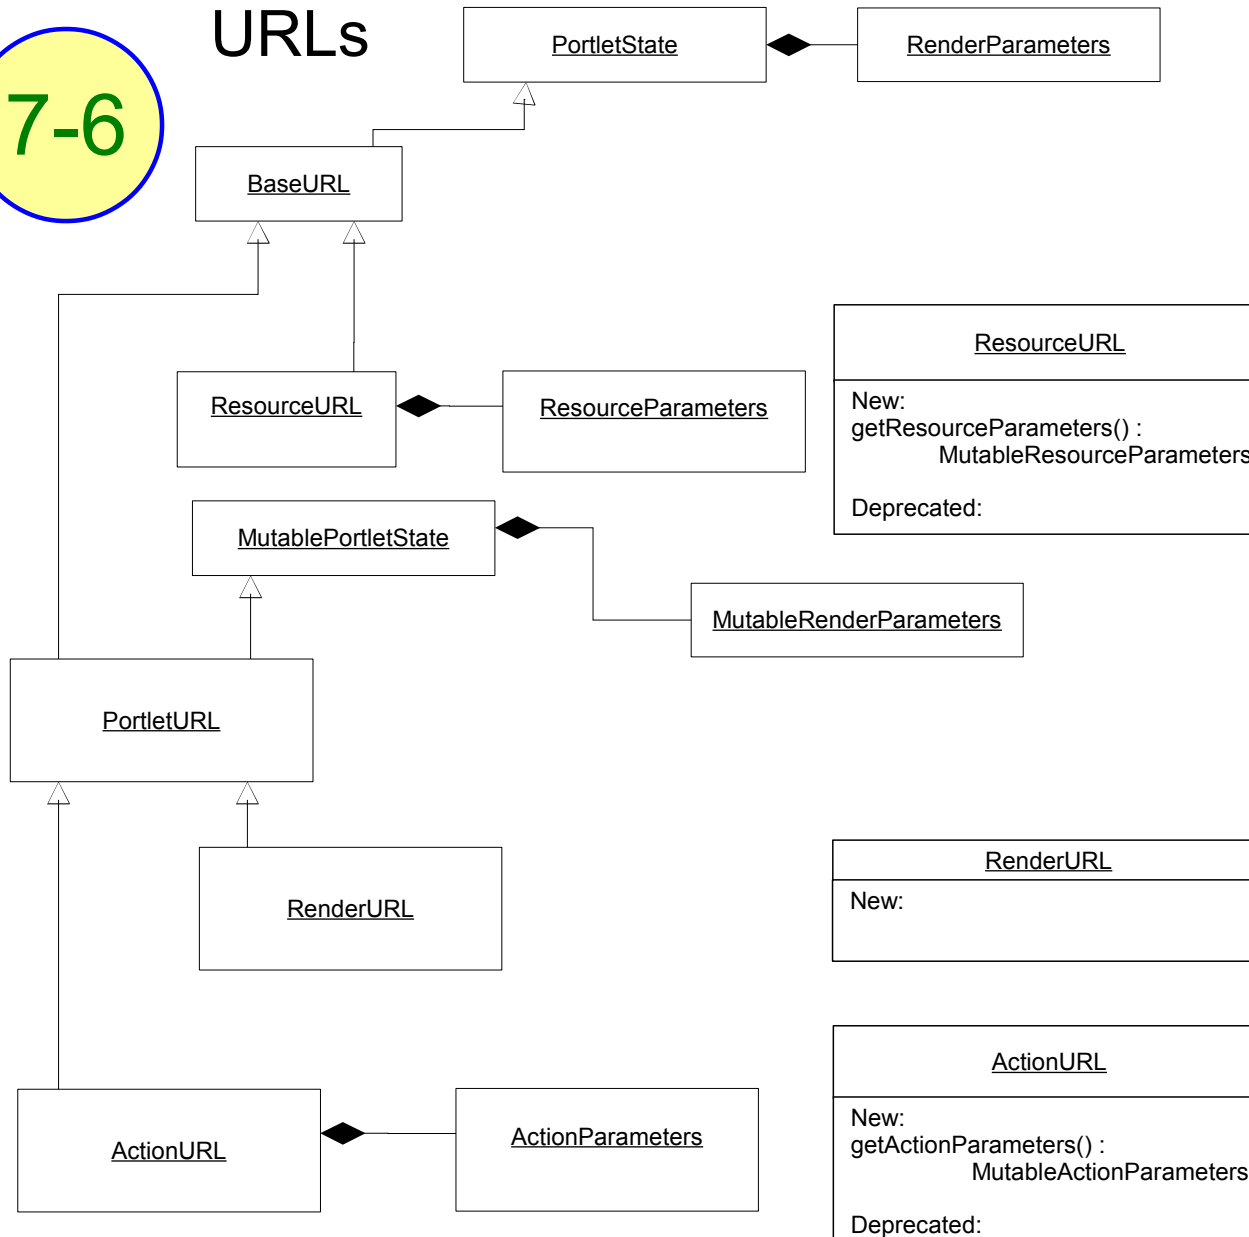 URLs
7-6
PortletState
RenderParameters
BaseURL
ResourceURL
ResourceParameters
ResourceURL
New:
getResourceParameters() :
MutableResourceParameters
Deprecated:
MutablePortletState
MutableRenderParameters
PortletURL
RenderURL
RenderURL
New:
ActionURL
ActionParameters
ActionURL
New:
getActionParameters() :
MutableActionParameters
Deprecated: